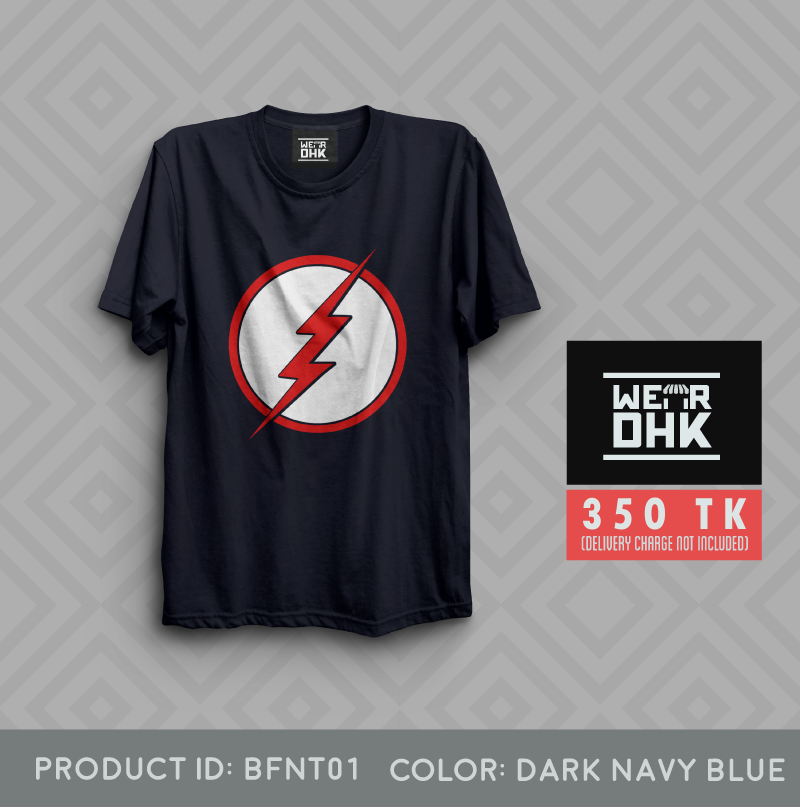 WEAR
DHK
WEAR
DHK
350 TK
(DELIVERY CHARGE NOT INCLUDED)
PRODUCT ID: BFNT01 COLOR: DARK NAVY BLUE